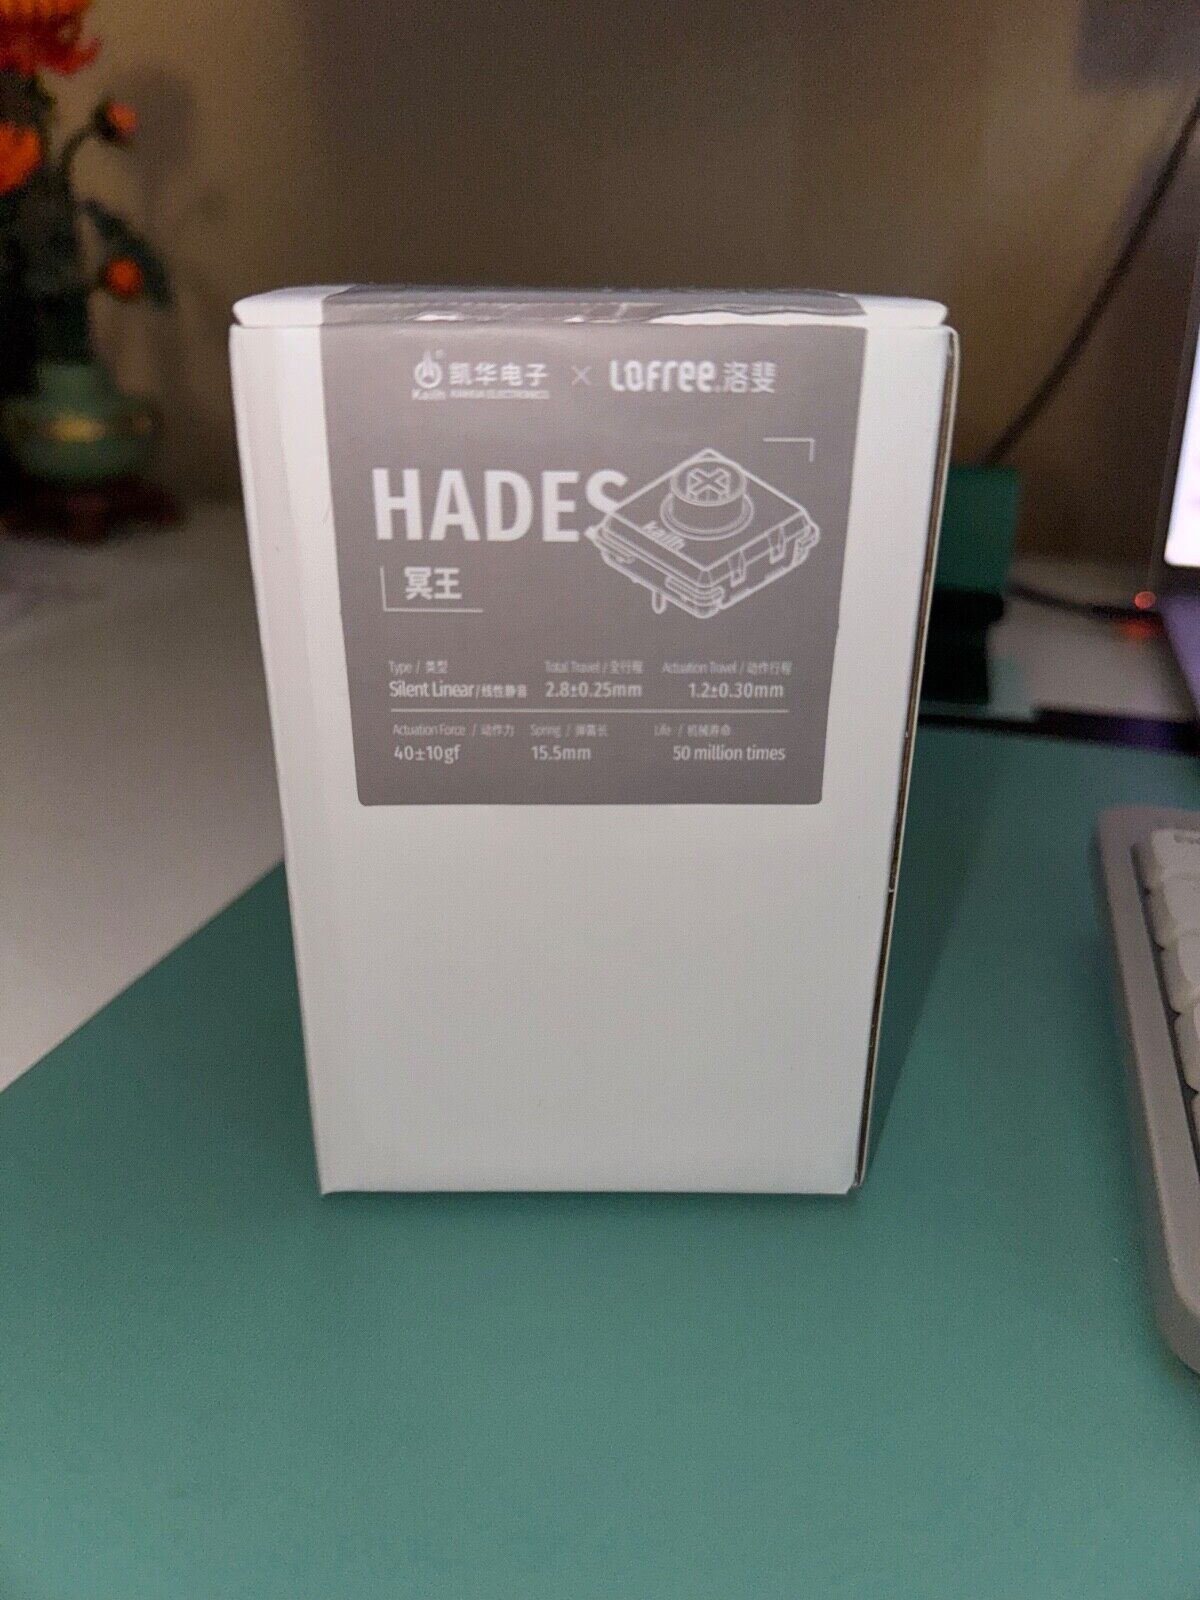 凯华电子 × LOFREE 洛斐
Kailh KAIHUA ELECTRONICS
HADES
kailh
冥王
Type / 类型 Total Travel / 全行程 Actuation Travel / 动作行程
Silent Linear/线性静音 2.8±0.25mm 1.2±0.30mm
Actuation Force / 动作力 Spring / 弹簧长 Life / 机械寿命
40±10gf 15.5mm 50 million times